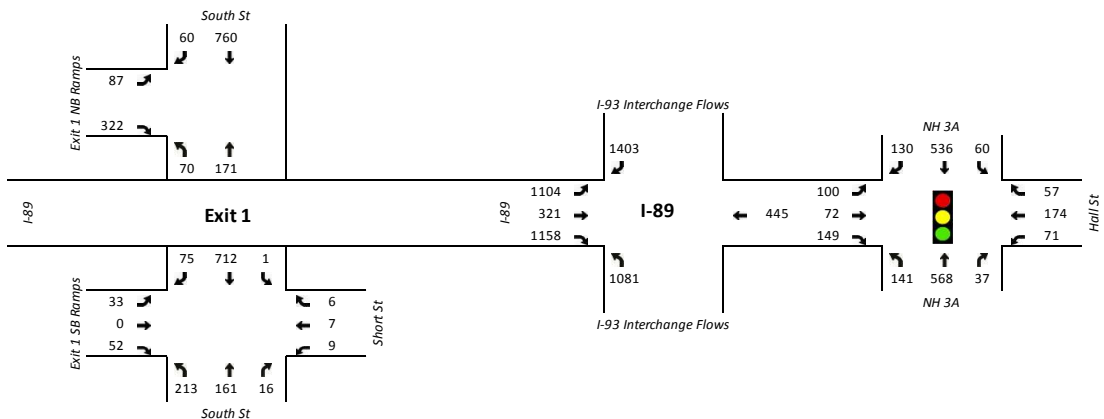 South St
60 760
87
Exit 1 NB Ramps
322
70 171
I-89
Exit 1
75 712 1
33
0
52
Exit 1 SB Ramps
6
7
9
Short St
213 161 16
South St
I-93 Interchange Flows
1403
I-89
1104
321
1158
I-89
445
1081
I-93 Interchange Flows
NH 3A
130 536 60
100
72
149
57
174
71
Hall St
141 568 37
NH 3A